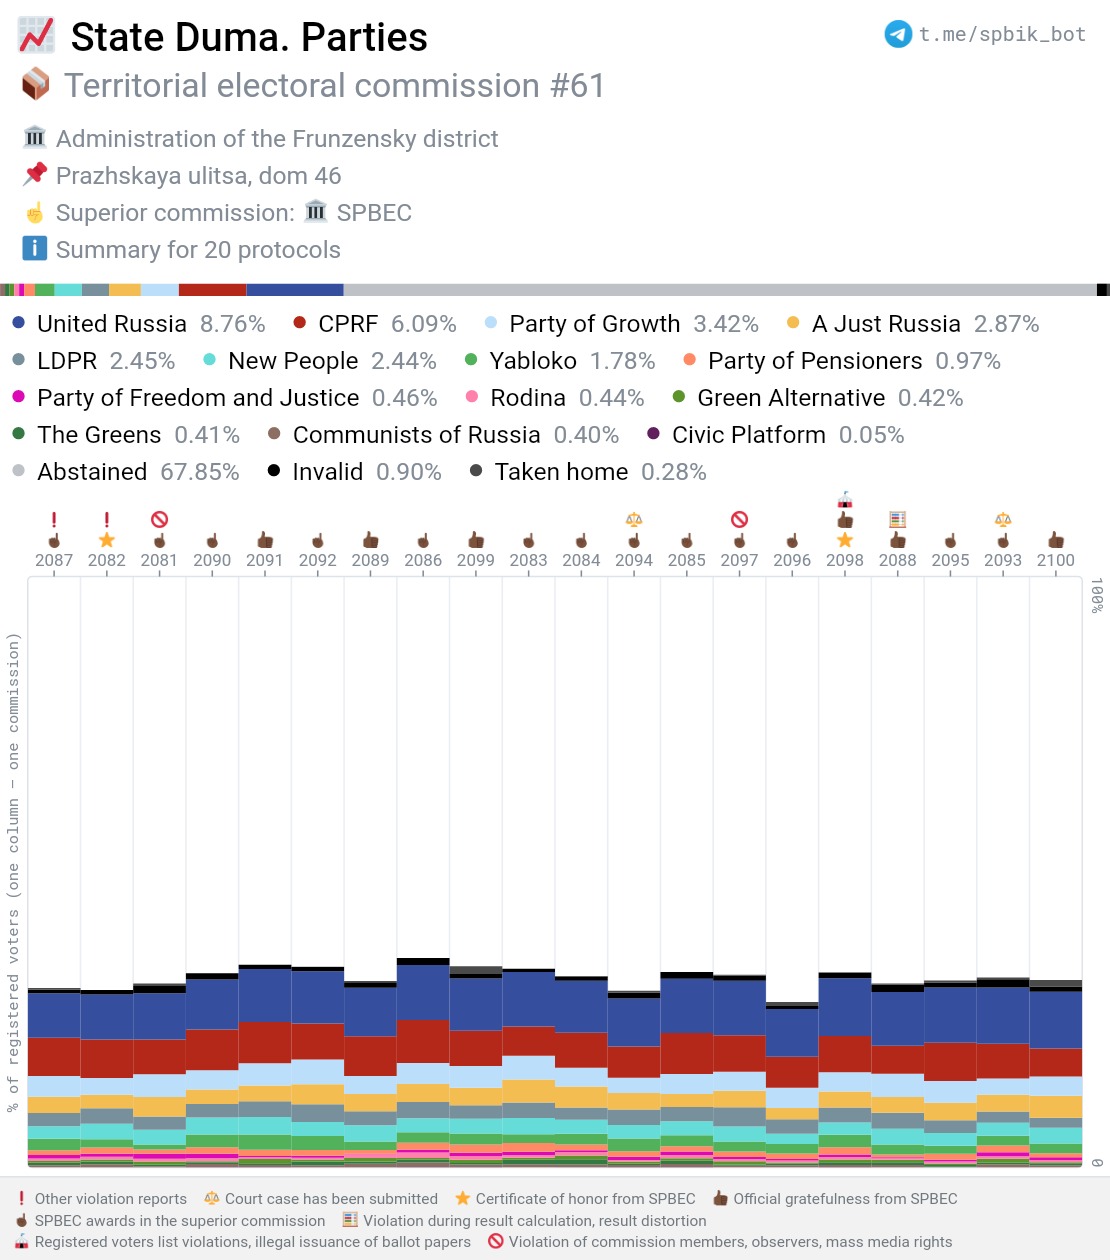 State Duma. Parties
t.me/spbik_bot
Territorial electoral commission #61
Administration of the Frunzensky district
Prazhskaya ulitsa, dom 46
Superior commission: SPBEC
Summary for 20 protocols
United Russia 8.76% CPRF 6.09% Party of Growth 3.42% A Just Russia 2.87%
LDPR 2.45% New People 2.44% Yabloko 1.78% Party of Pensioners 0.97%
Party of Freedom and Justice 0.46% Rodina 0.44% Green Alternative 0.42%
The Greens 0.41% Communists of Russia 0.40% Civic Platform 0.05%
Abstained 67.85% Invalid 0.90% Taken home 0.28%
2087 2082 2081 2090 2091 2092 2089 2086 2099 2083 2084 2094 2085 2097 2096 2098 2088 2095 2093 2100
100%
% of registered voters (one column – one commission)
0
Other violation reports Court case has been submitted Certificate of honor from SPBEC Official gratefulness from SPBEC
SPBEC awards in the superior commission Violation during result calculation, result distortion
Registered voters list violations, illegal issuance of ballot papers Violation of commission members, observers, mass media rights